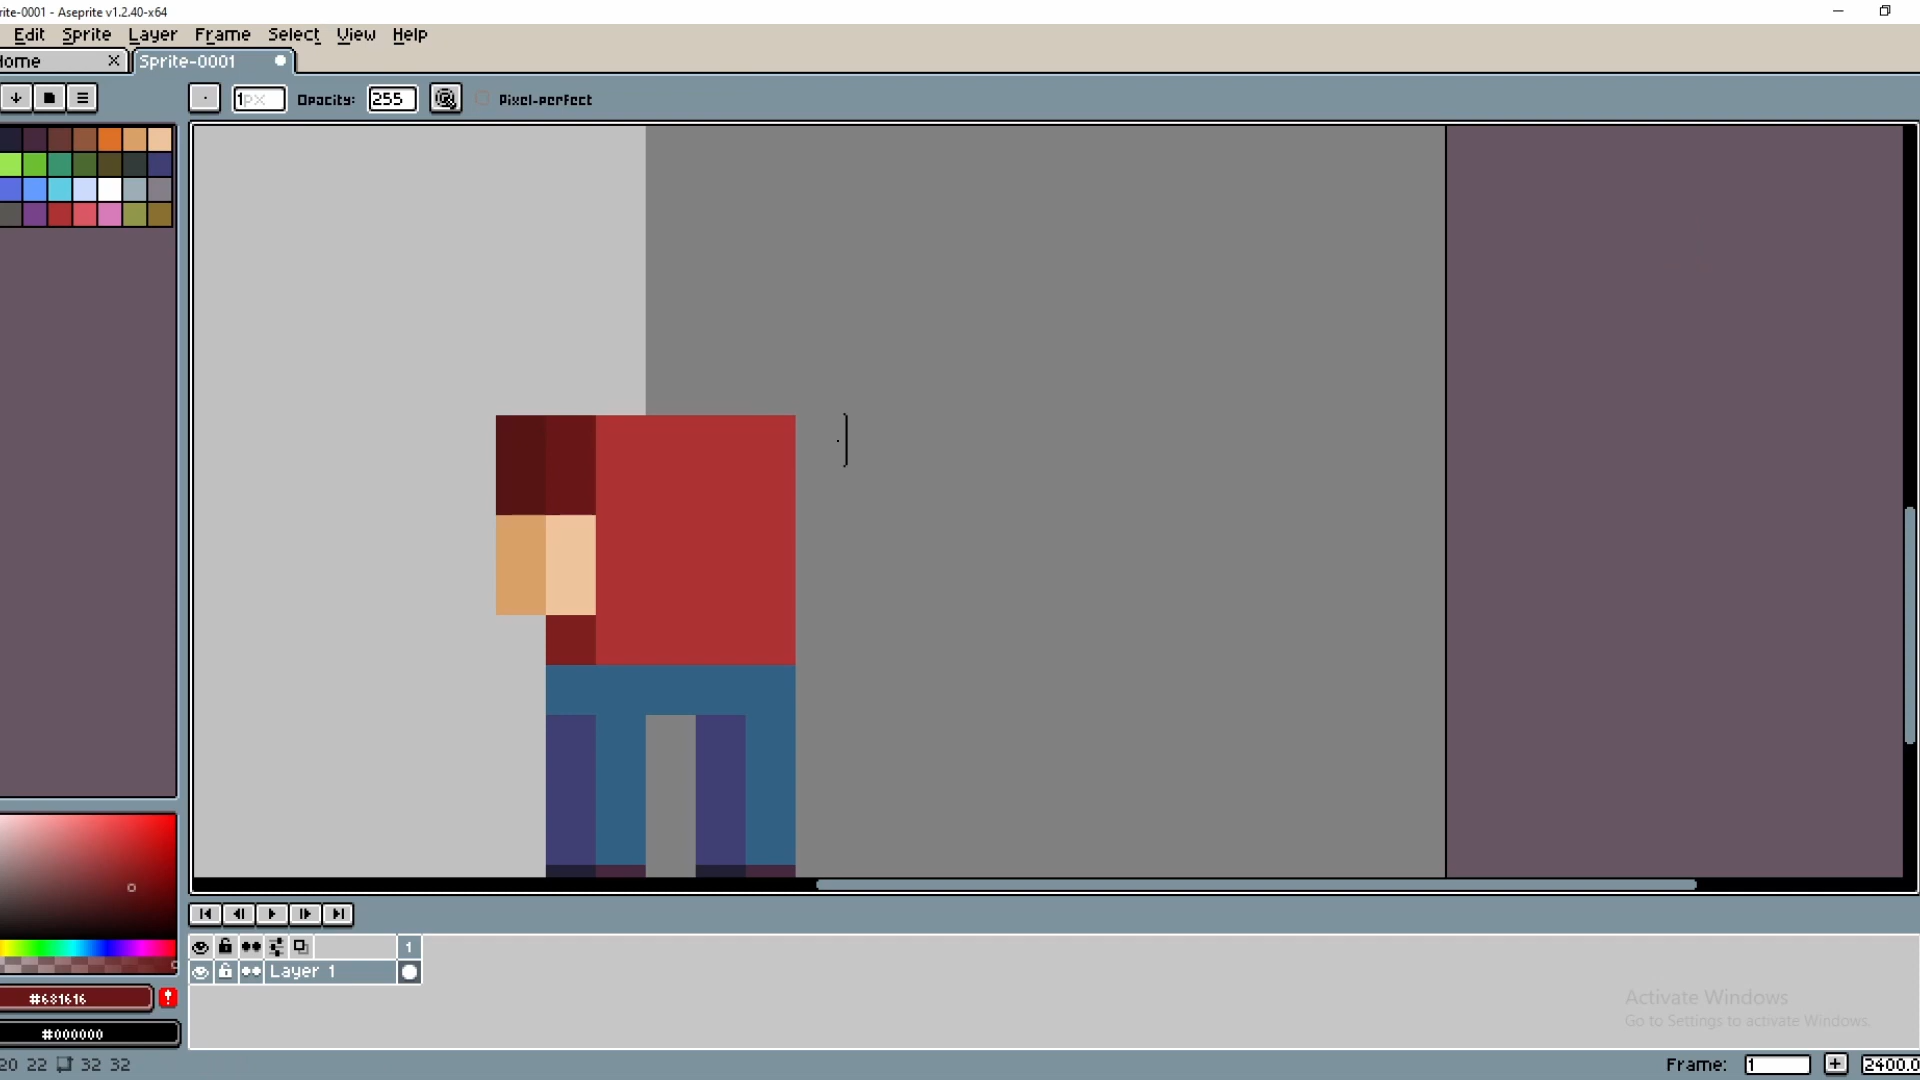 rite-0001 - Aseprite v1.2.40-x64
Edit Sprite Layer Frame Select View Help
ome Sprite-0001
1px Opacity: 255 Pixel-perfect
1
Layer 1
#681616
#000000
Activate Windows
Go to Settings to activate Windows.
20 22 32 32
Frame: 1 + 2400.0